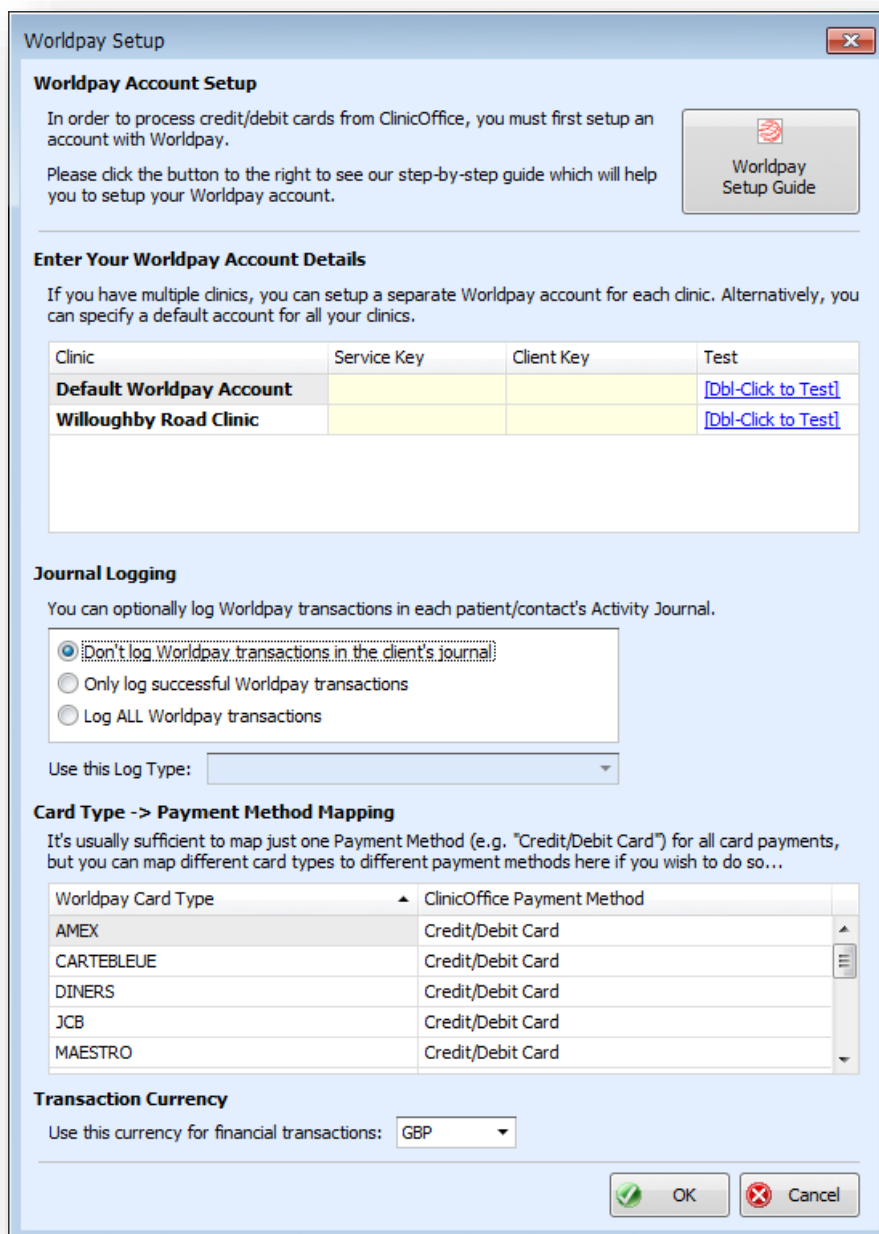 Worldpay Setup
Worldpay Account Setup
In order to process credit/debit cards from ClinicOffice, you must first setup an
account with Worldpay.
Please click the button to the right to see our step-by-step guide which will help
you to setup your Worldpay account.
Worldpay
Setup Guide
Enter Your Worldpay Account Details
If you have multiple clinics, you can setup a separate Worldpay account for each clinic. Alternatively, you
can specify a default account for all your clinics.
Clinic Service Key Client Key Test
Default Worldpay Account [Dbl-Click to Test]
Willoughby Road Clinic [Dbl-Click to Test]
Journal Logging
You can optionally log Worldpay transactions in each patient/contact's Activity Journal.
Don't log Worldpay transactions in the client's journal
Only log successful Worldpay transactions
Log ALL Worldpay transactions
Use this Log Type:
Card Type -> Payment Method Mapping
It's usually sufficient to map just one Payment Method (e.g. "Credit/Debit Card") for all card payments,
but you can map different card types to different payment methods here if you wish to do so...
Worldpay Card Type ClinicOffice Payment Method
AMEX Credit/Debit Card
CARTEBLEUE Credit/Debit Card
DINERS Credit/Debit Card
JCB Credit/Debit Card
MAESTRO Credit/Debit Card
Transaction Currency
Use this currency for financial transactions: GBP
OK Cancel